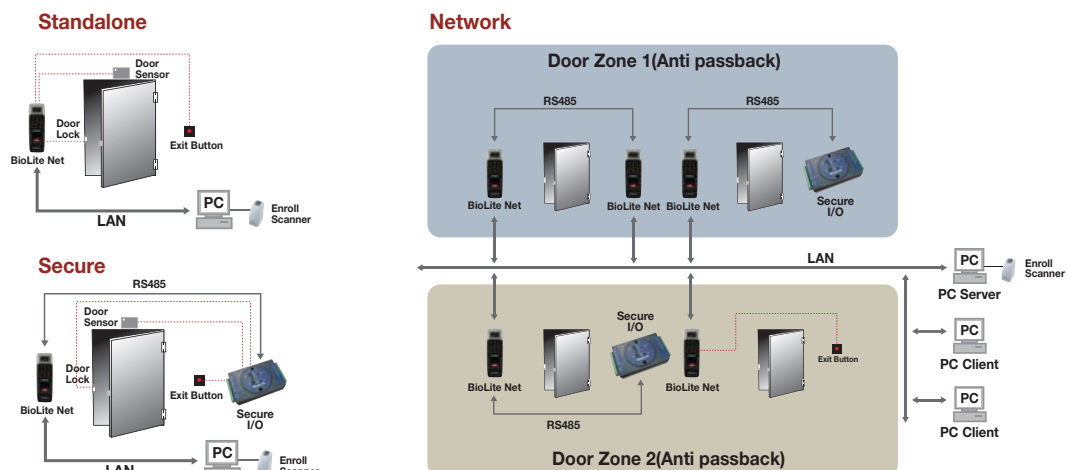 Standalone
Door
Sensor
Door
Lock
BioLite Net
Exit Button
LAN
PC
Enroll
Scanner
Secure
RS485
Door
Sensor
Door
Lock
BioLite Net
Exit Button
Secure
I/O
LAN
PC
Enroll
Scanner
Network
Door Zone 1(Anti passback)
RS485
RS485
BioLite Net
BioLite Net
BioLite Net
Secure
I/O
LAN
PC
Enroll
Scanner
PC Server
PC
PC Client
PC
PC Client
Secure
I/O
BioLite Net
BioLite Net
Exit Button
RS485
Door Zone 2(Anti passback)